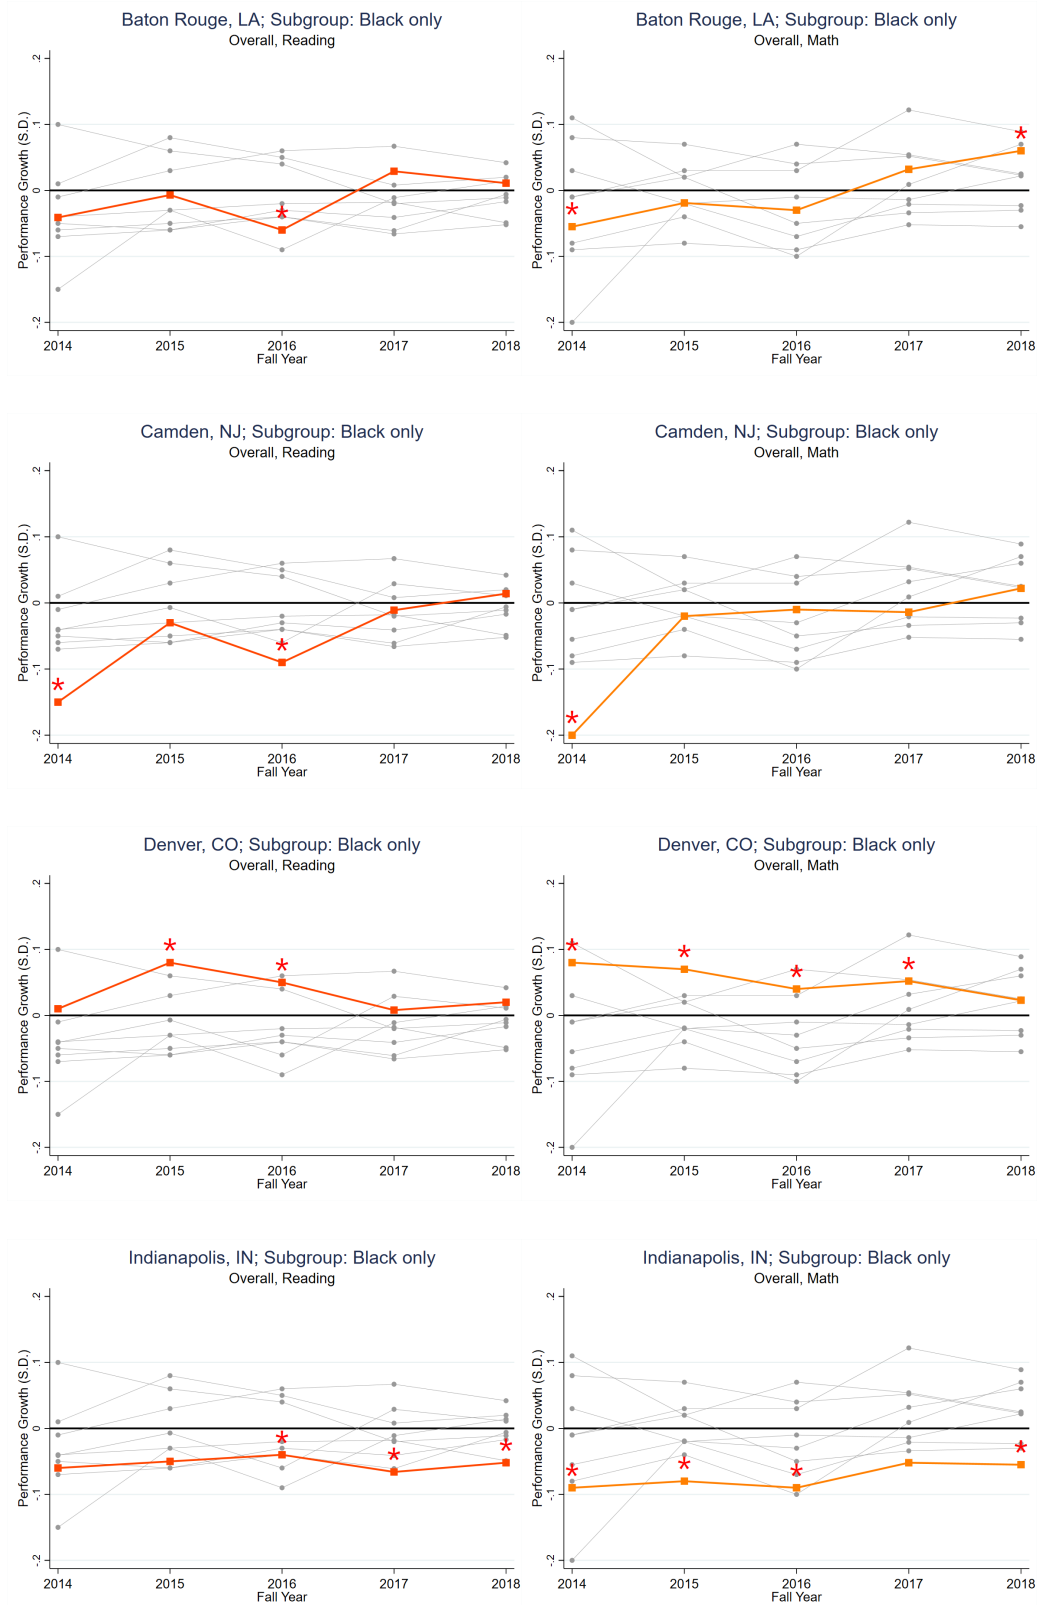 Baton Rouge, LA; Subgroup: Black only
Overall, Reading
Performance Growth (S.D.)
.2
.1
0
-.1
-.2
2014 2015 2016 2017 2018
Fall Year
Baton Rouge, LA; Subgroup: Black only
Overall, Math
Performance Growth (S.D.)
.2
.1
0
-.1
-.2
2014 2015 2016 2017 2018
Fall Year
Camden, NJ; Subgroup: Black only
Overall, Reading
Performance Growth (S.D.)
.2
.1
0
-.1
-.2
2014 2015 2016 2017 2018
Fall Year
Camden, NJ; Subgroup: Black only
Overall, Math
Performance Growth (S.D.)
.2
.1
0
-.1
-.2
2014 2015 2016 2017 2018
Fall Year
Denver, CO; Subgroup: Black only
Overall, Reading
Performance Growth (S.D.)
.2
.1
0
-.1
-.2
2014 2015 2016 2017 2018
Fall Year
Denver, CO; Subgroup: Black only
Overall, Math
Performance Growth (S.D.)
.2
.1
0
-.1
-.2
2014 2015 2016 2017 2018
Fall Year
Indianapolis, IN; Subgroup: Black only
Overall, Reading
Performance Growth (S.D.)
.2
.1
0
-.1
-.2
2014 2015 2016 2017 2018
Fall Year
Indianapolis, IN; Subgroup: Black only
Overall, Math
Performance Growth (S.D.)
.2
.1
0
-.1
-.2
2014 2015 2016 2017 2018
Fall Year